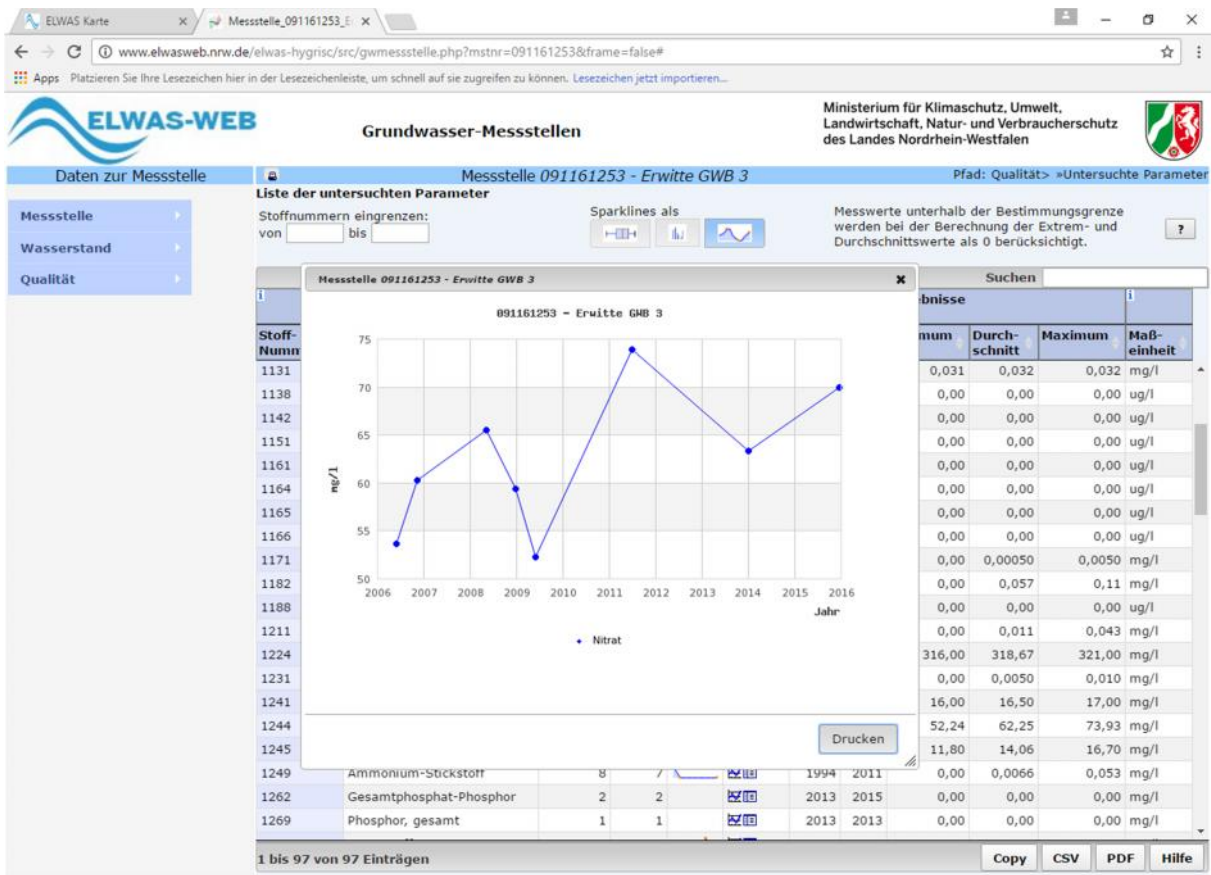 ELWAS Karte
Messstelle_091161253_E
www.elwasweb.nrw.de/elwas-hygrisc/src/gwmessstelle.php?mstnr=091161253&frame=false#
Apps Platzieren Sie Ihre Lesezeichen hier in der Lesezeichenleiste, um schnell auf sie zugreifen zu können. Lesezeichen jetzt importieren...
ELWAS-WEB
Grundwasser-Messstellen
Ministerium für Klimaschutz, Umwelt,
Landwirtschaft, Natur- und Verbraucherschutz
des Landes Nordrhein-Westfalen
Daten zur Messstelle
Messstelle 091161253 - Erwitte GWB 3
Pfad: Qualität> »Untersuchte Parameter
Messstelle
Wasserstand
Qualität
Liste der untersuchten Parameter
Stoffnummern eingrenzen:
von bis
Sparklines als
Messwerte unterhalb der Bestimmungsgrenze
werden bei der Berechnung der Extrem- und
Durchschnittswerte als 0 berücksichtigt.
?
Suchen
Messstelle 091161253 - Erwitte GWB 3
091161253 - Erwitte GWB 3
75
70
65
60
55
50
mg/l
2006 2007 2008 2009 2010 2011 2012 2013 2014 2015 2016
Jahr
Nitrat
Drucken
i bnisse i
Stoff- mum Durch- Maximum Maß-
Numm schnitt einheit
1131 0,031 0,032 0,032 mg/l
1138 0,00 0,00 0,00 ug/l
1142 0,00 0,00 0,00 ug/l
1151 0,00 0,00 0,00 ug/l
1161 0,00 0,00 0,00 ug/l
1164 0,00 0,00 0,00 ug/l
1165 0,00 0,00 0,00 ug/l
1166 0,00 0,00 0,00 ug/l
1171 0,00 0,00050 0,0050 mg/l
1182 0,00 0,057 0,11 mg/l
1188 0,00 0,00 0,00 ug/l
1211 0,00 0,011 0,043 mg/l
1224 316,00 318,67 321,00 mg/l
1231 0,00 0,0050 0,010 mg/l
1241 16,00 16,50 17,00 mg/l
1244 52,24 62,25 73,93 mg/l
1245 11,80 14,06 16,70 mg/l
1249 Ammonium-Stickstoff 8 7 1994 2011 0,00 0,0066 0,053 mg/l
1262 Gesamtphosphat-Phosphor 2 2 2013 2015 0,00 0,00 0,00 mg/l
1269 Phosphor, gesamt 1 1 2013 2013 0,00 0,00 0,00 mg/l
1 bis 97 von 97 Einträgen
Copy CSV PDF Hilfe